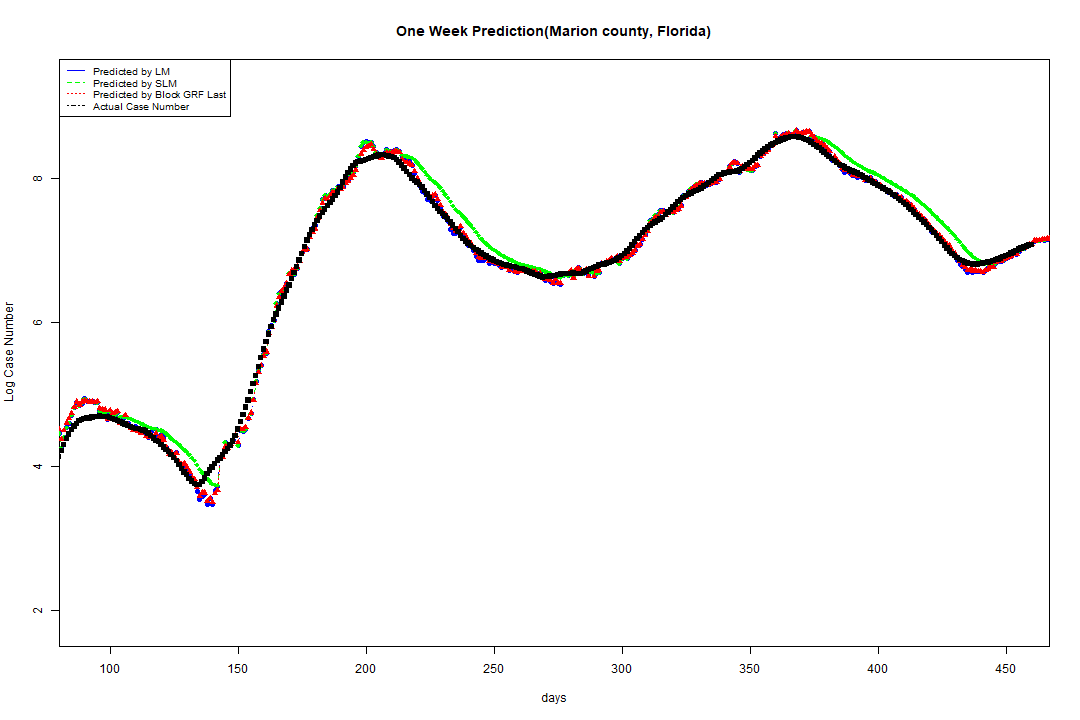 One Week Prediction(Marion county, Florida)
Predicted by LM
Predicted by SLM
Predicted by Block GRF Last
Actual Case Number
8
6
4
2
Log Case Number
100 150 200 250 300 350 400 450
days